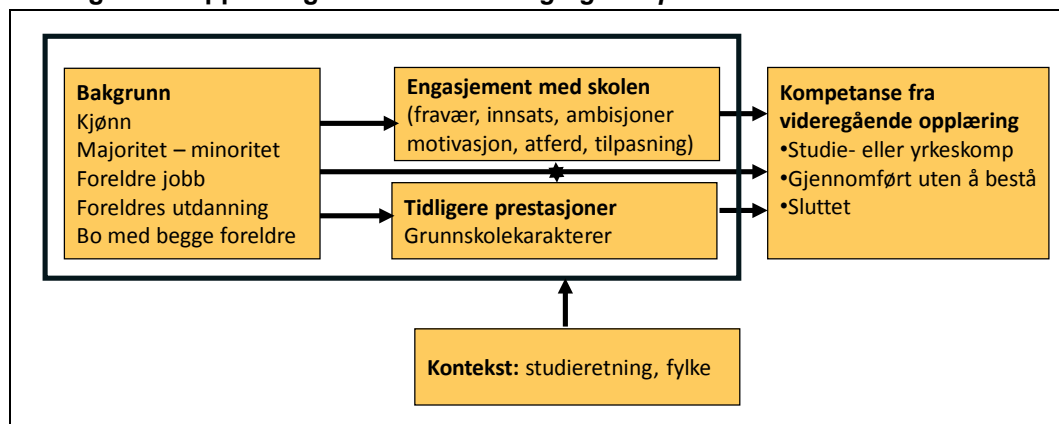 Bakgrunn
Kjønn
Majoritet – minoritet
Foreldre jobb
Foreldres utdanning
Bo med begge foreldre
Engasjement med skolen
(fravær, innsats, ambisjoner
motivasjon, atferd, tilpasning)
Tidligere prestasjoner
Grunnskolekarakterer
Kompetanse fra
videregående opplæring
•Studie- eller yrkeskomp
•Gjennomført uten å bestå
•Sluttet
Kontekst: studieretning, fylke